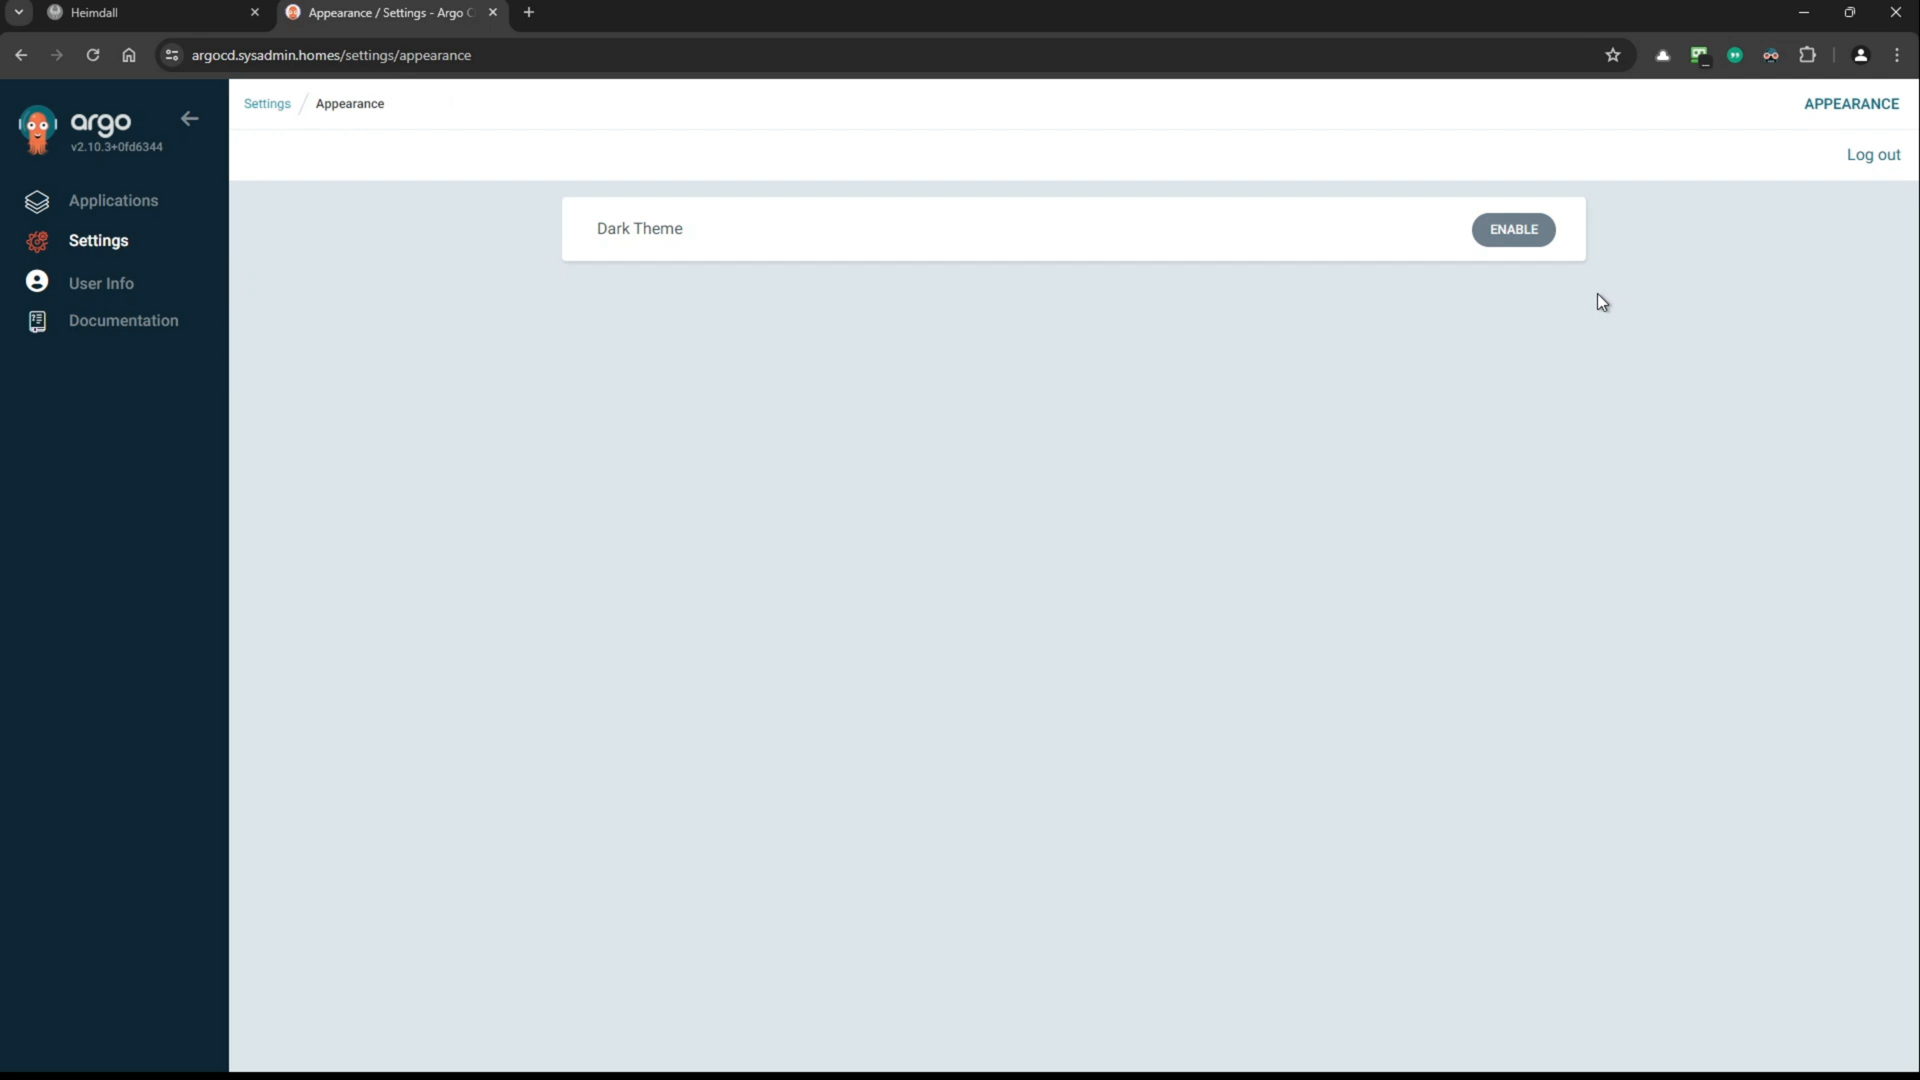 Heimdall
Appearance / Settings - Argo C
argocd.sysadmin.homes/settings/appearance
argo
v2.10.3+0fd6344
Settings / Appearance
APPEARANCE
Log out
Applications
Settings
User Info
Documentation
Dark Theme
ENABLE